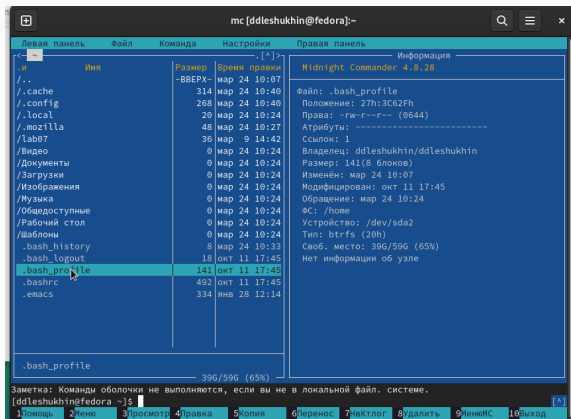 mc [ddleshukhin@fedora]:~
Левая панель Файл Команда Настройки Правая панель
<- ~ .[^]>
.и Имя Размер Время правки
/.. -ВВЕРХ- мар 24 10:07
/.cache 314 мар 24 10:40
/.config 268 мар 24 10:40
/.local 20 мар 24 10:24
/.mozilla 48 мар 24 10:27
/lab07 36 мар 9 14:42
/Видео 0 мар 24 10:24
/Документы 0 мар 24 10:24
/Загрузки 0 мар 24 10:24
/Изображения 0 мар 24 10:24
/Музыка 0 мар 24 10:24
/Общедоступные 0 мар 24 10:24
/Рабочий стол 0 мар 24 10:24
/Шаблоны 0 мар 24 10:24
.bash_history 8 мар 24 10:33
.bash_logout 18 окт 11 17:45
.bash_profile 141 окт 11 17:45
.bashrc 492 окт 11 17:45
.emacs 334 янв 28 12:14
.bash_profile
39G/59G (65%)
Информация
Midnight Commander 4.8.28
Файл: .bash_profile
Положение: 27h:3C62Fh
Права: -rw-r--r-- (0644)
Атрибуты: ----------------------
Ссылок: 1
Владелец: ddleshukhin/ddleshukhin
Размер: 141(8 блоков)
Изменён: мар 24 10:07
Модифицирован: окт 11 17:45
Обращение: мар 24 10:24
ФС: /home
Устройство: /dev/sda2
Тип: btrfs (20h)
Своб. место: 39G/59G (65%)
Нет информации об узле
Заметка: Команды оболочки не выполняются, если вы не в локальной файл. системе.
[ddleshukhin@fedora ~]$ [^]
1Помощь 2Меню 3Просмотр 4Правка 5Копия 6Перенос 7НвКтлог 8Удалить 9МенюМС 10Выход